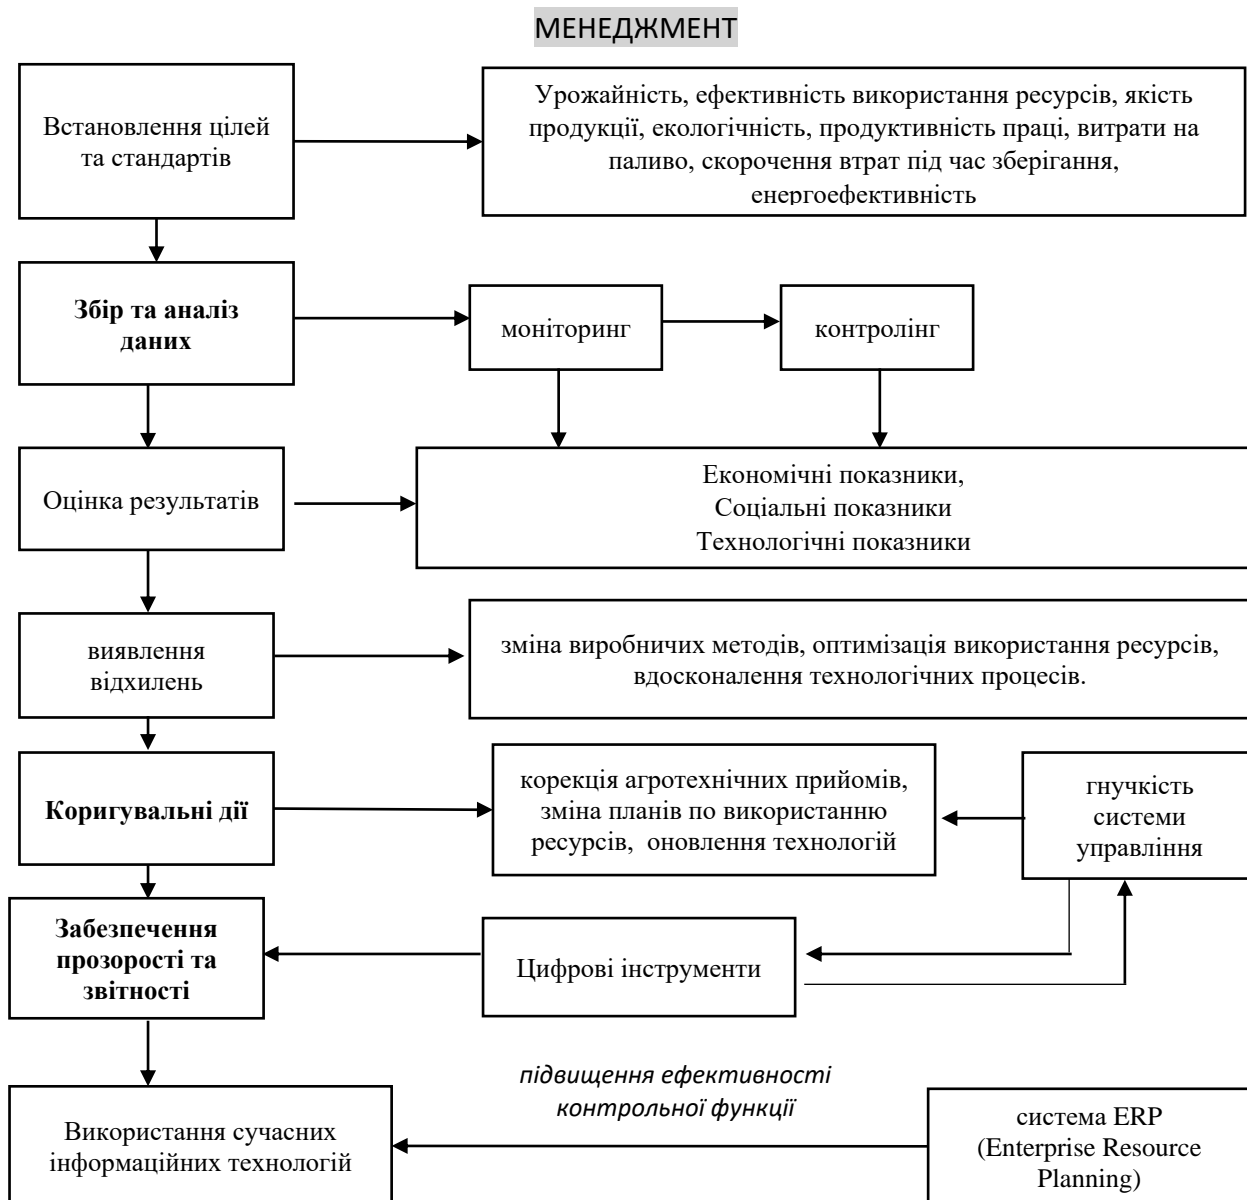 МЕНЕДЖМЕНТ
Встановлення цілей
та стандартів
Урожайність, ефективність використання ресурсів, якість
продукції, екологічність, продуктивність праці, витрати на
паливо, скорочення втрат під час зберігання,
енергоефективність
Збір та аналіз
даних
моніторинг
контролінг
Оцінка результатів
Економічні показники,
Соціальні показники
Технологічні показники
виявлення
відхилень
зміна виробничих методів, оптимізація використання ресурсів,
вдосконалення технологічних процесів.
Коригувальні дії
корекція агротехнічних прийомів,
зміна планів по використанню
ресурсів, оновлення технологій
гнучкість
системи
управління
Забезпечення
прозорості та
звітності
Цифрові інструменти
підвищення ефективності
контрольної функції
Використання сучасних
інформаційних технологій
система ERP
(Enterprise Resource
Planning)